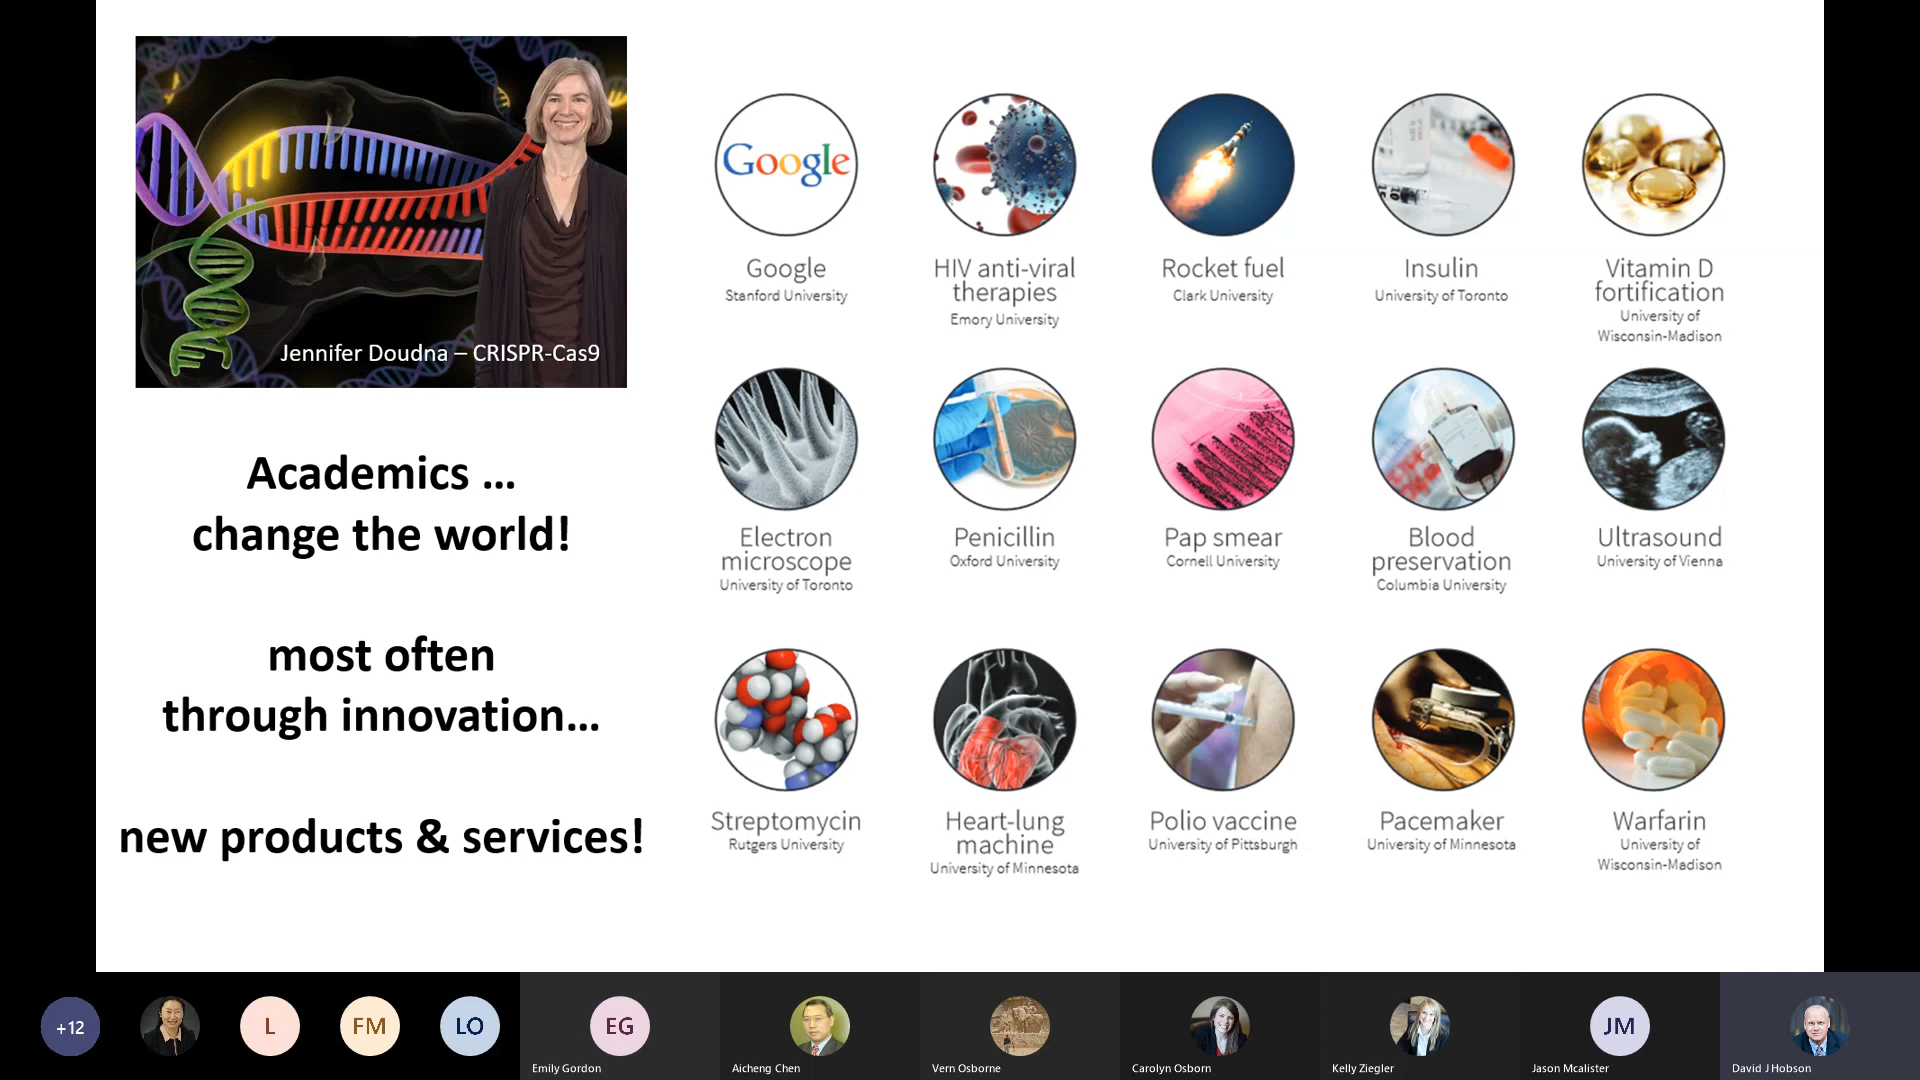 Jennifer Doudna – CRISPR-Cas9
Academics ...
change the world!
most often
through innovation...
new products & services!
Google
Google
Stanford University
HIV anti-viral
therapies
Emory University
Rocket fuel
Clark University
Insulin
University of Toronto
Vitamin D
fortification
University of
Wisconsin-Madison
Electron
microscope
University of Toronto
Penicillin
Oxford University
Pap smear
Cornell University
Blood
preservation
Columbia University
Ultrasound
University of Vienna
Streptomycin
Rutgers University
Heart-lung
machine
University of Minnesota
Polio vaccine
University of Pittsburgh
Pacemaker
University of Minnesota
Warfarin
University of
Wisconsin-Madison
+12
L
FM
LO
EG
Emily Gordon
Aicheng Chen
Vern Osborne
Carolyn Osborn
Kelly Ziegler
JM
Jason Mcalister
David J Hobson